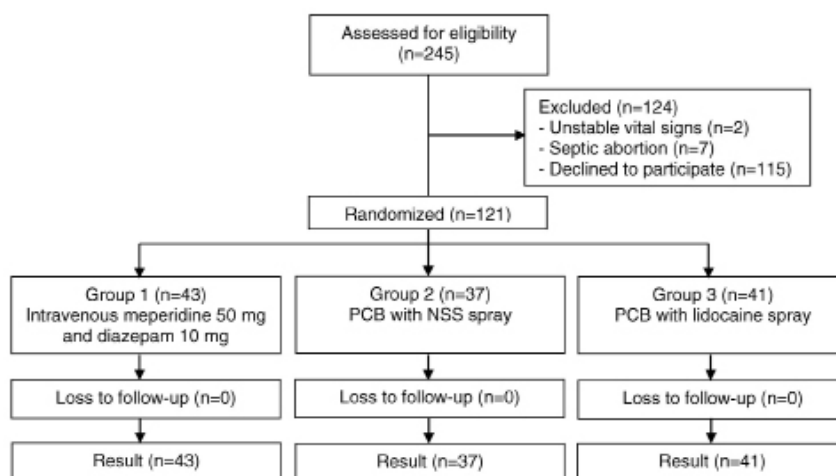 Assessed for eligibility
(n=245)
Excluded (n=124)
- Unstable vital signs (n=2)
- Septic abortion (n=7)
- Declined to participate (n=115)
Randomized (n=121)
Group 1 (n=43)
Intravenous meperidine 50 mg
and diazepam 10 mg
Group 2 (n=37)
PCB with NSS spray
Group 3 (n=41)
PCB with lidocaine spray
Loss to follow-up (n=0)
Loss to follow-up (n=0)
Loss to follow-up (n=0)
Result (n=43)
Result (n=37)
Result (n=41)